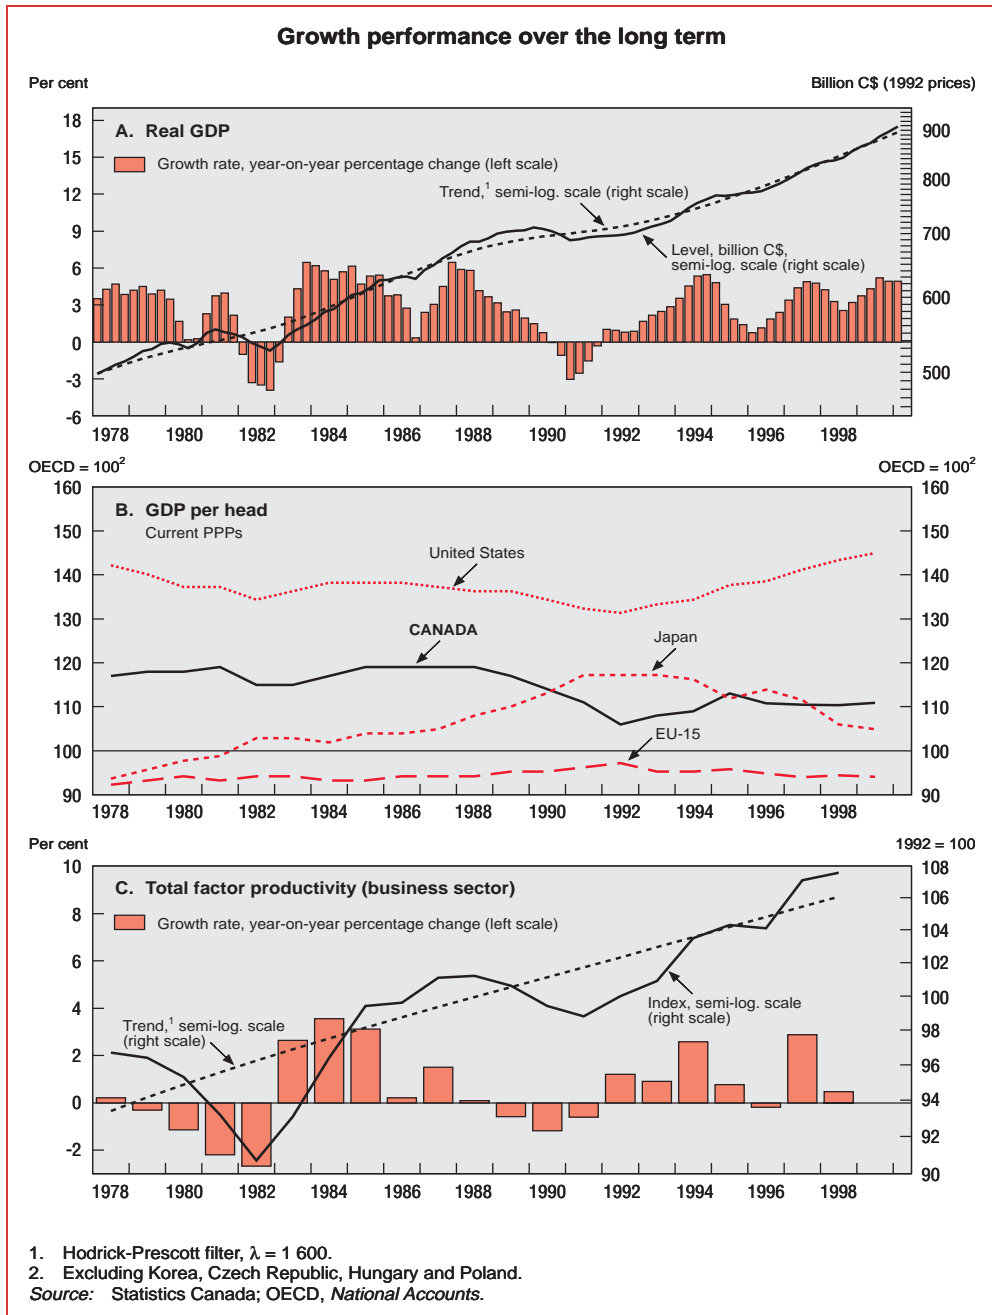 Growth performance over the long term
Per cent
Billion C$ (1992 prices)
A. Real GDP
Growth rate, year-on-year percentage change (left scale)
Trend,¹ semi-log. scale (right scale)
Level, billion C$,
semi-log. scale (right scale)
18
15
12
9
6
3
0
-3
-6
900
800
700
600
500
1978 1980 1982 1984 1986 1988 1990 1992 1994 1996 1998
OECD = 100²
OECD = 100²
B. GDP per head
Current PPPs
United States
CANADA
Japan
EU-15
160
150
140
130
120
110
100
90
160
150
140
130
120
110
100
90
1978 1980 1982 1984 1986 1988 1990 1992 1994 1996 1998
Per cent
1992 = 100
C. Total factor productivity (business sector)
Growth rate, year-on-year percentage change (left scale)
Trend,¹ semi-log. scale
(right scale)
Index, semi-log. scale
(right scale)
10
8
6
4
2
0
-2
108
106
104
102
100
98
96
94
92
90
1978 1980 1982 1984 1986 1988 1990 1992 1994 1996 1998
1. Hodrick-Prescott filter, λ = 1 600.
2. Excluding Korea, Czech Republic, Hungary and Poland.
Source: Statistics Canada; OECD, National Accounts.